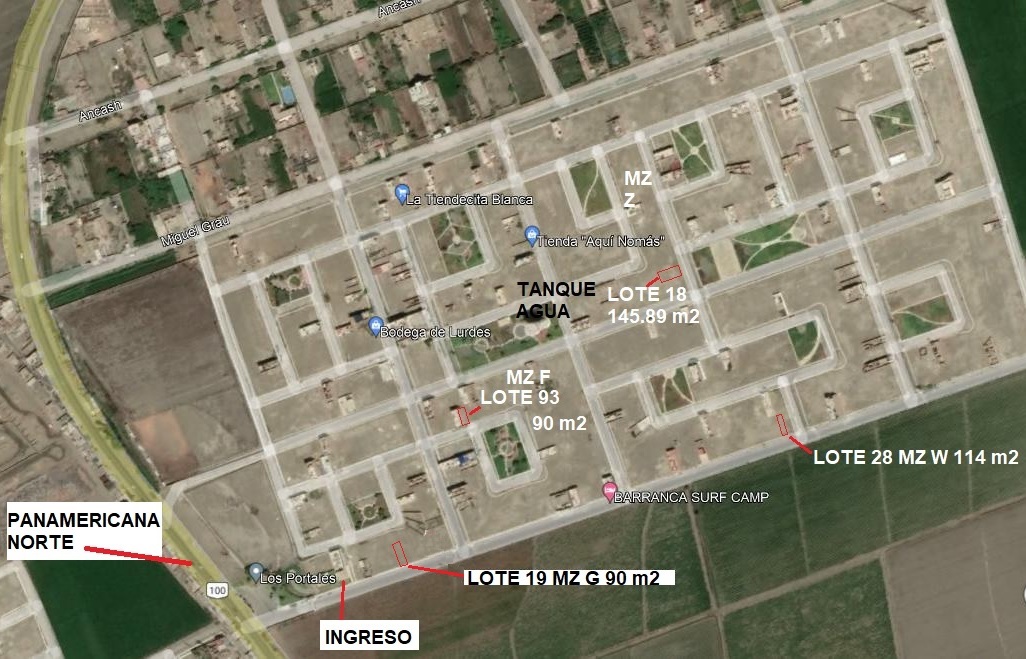 Ancash
Ancash
Miguel Grau
La Tiendecita Blanca
MZ
Z
Tienda "Aquí Nomás"
TANQUE
AGUA
LOTE 18
145.89 m2
Bodega de Lurdes
MZ F
LOTE 93
90 m2
LOTE 28 MZ W 114 m2
BARRANCA SURF CAMP
PANAMERICANA
NORTE
100
Los Portales
LOTE 19 MZ G 90 m2
INGRESO